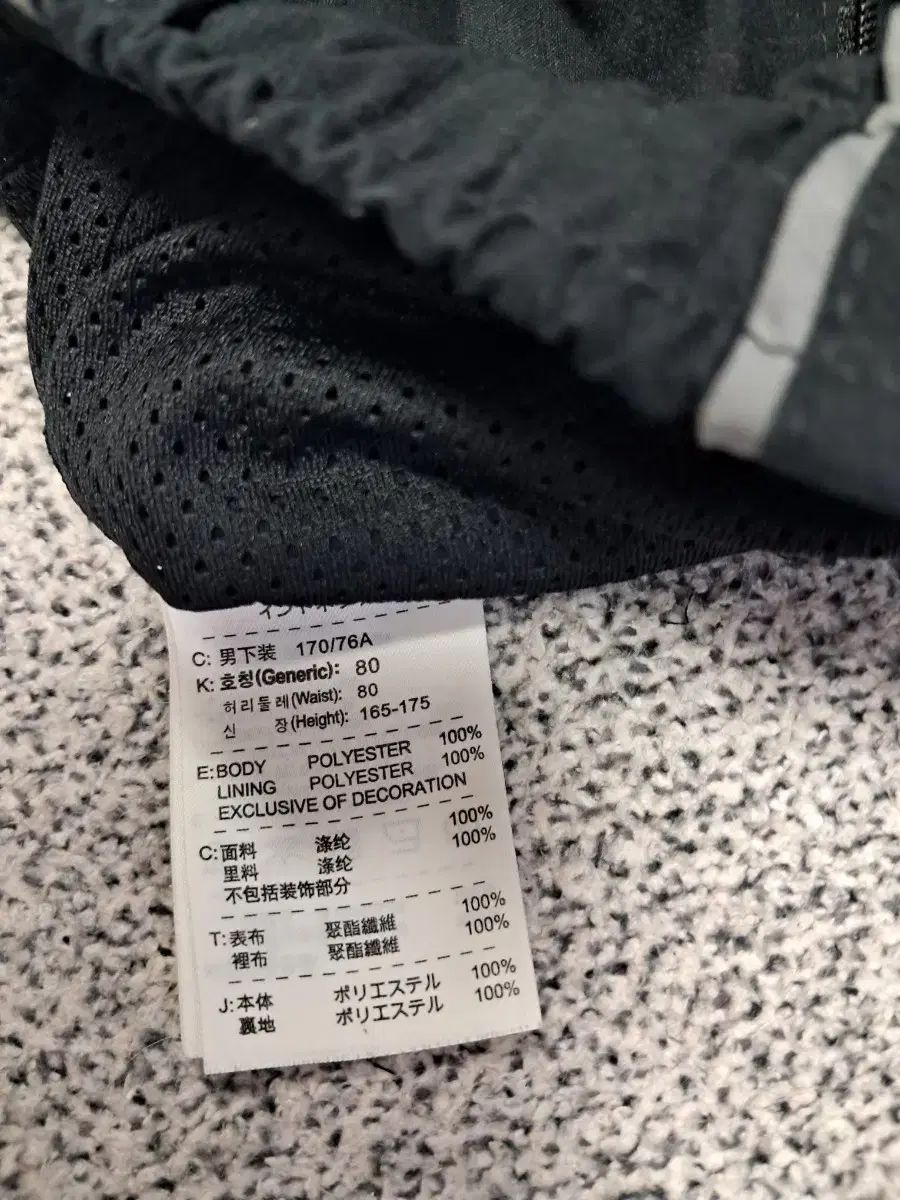 C: 男下装 170/76A
K: 호칭(Generic): 80
허리둘레(Waist): 80
신 장(Height): 165-175
E: BODY POLYESTER 100%
LINING POLYESTER 100%
EXCLUSIVE OF DECORATION
C: 面料 涤纶 100%
里料 涤纶 100%
不包括装饰部分
T: 表布 聚酯纖維 100%
裡布 聚酯纖維 100%
J: 本体 ポリエステル 100%
裏地 ポリエステル 100%